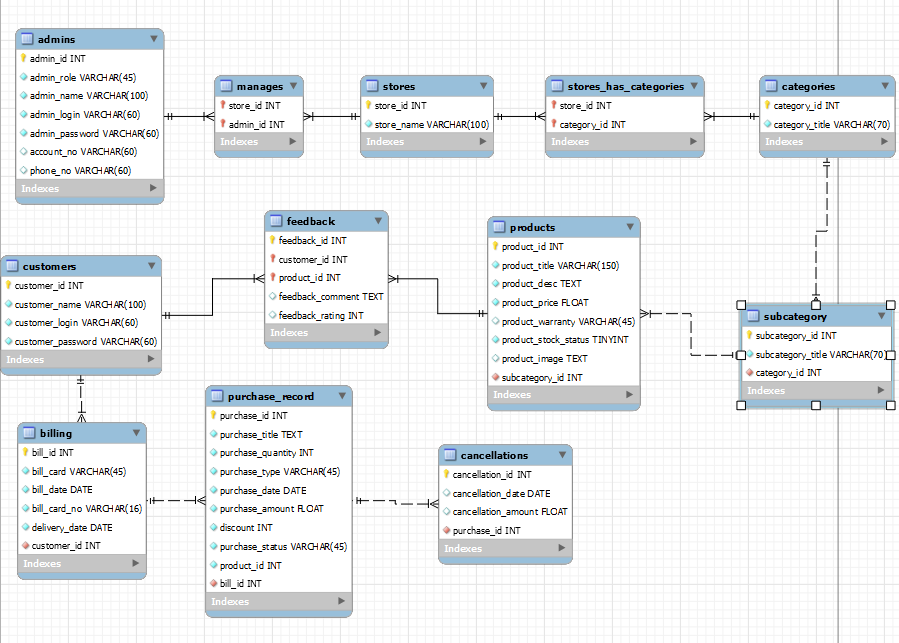 admins
admin_id INT
admin_role VARCHAR(45)
admin_name VARCHAR(100)
admin_login VARCHAR(60)
admin_password VARCHAR(60)
account_no VARCHAR(60)
phone_no VARCHAR(60)
Indexes
manages
store_id INT
admin_id INT
Indexes
stores
store_id INT
store_name VARCHAR(100)
Indexes
stores_has_categories
store_id INT
category_id INT
Indexes
categories
category_id INT
category_title VARCHAR(70)
Indexes
customers
customer_id INT
customer_name VARCHAR(100)
customer_login VARCHAR(60)
customer_password VARCHAR(60)
Indexes
feedback
feedback_id INT
customer_id INT
product_id INT
feedback_comment TEXT
feedback_rating INT
Indexes
products
product_id INT
product_title VARCHAR(150)
product_desc TEXT
product_price FLOAT
product_warranty VARCHAR(45)
product_stock_status TINYINT
product_image TEXT
subcategory_id INT
Indexes
subcategory
subcategory_id INT
subcategory_title VARCHAR(70)
category_id INT
Indexes
billing
bill_id INT
bill_card VARCHAR(45)
bill_date DATE
bill_card_no VARCHAR(16)
delivery_date DATE
customer_id INT
Indexes
purchase_record
purchase_id INT
purchase_title TEXT
purchase_quantity INT
purchase_type VARCHAR(45)
purchase_date DATE
purchase_amount FLOAT
discount INT
purchase_status VARCHAR(45)
product_id INT
bill_id INT
Indexes
cancellations
cancellation_id INT
cancellation_date DATE
cancellation_amount FLOAT
purchase_id INT
Indexes